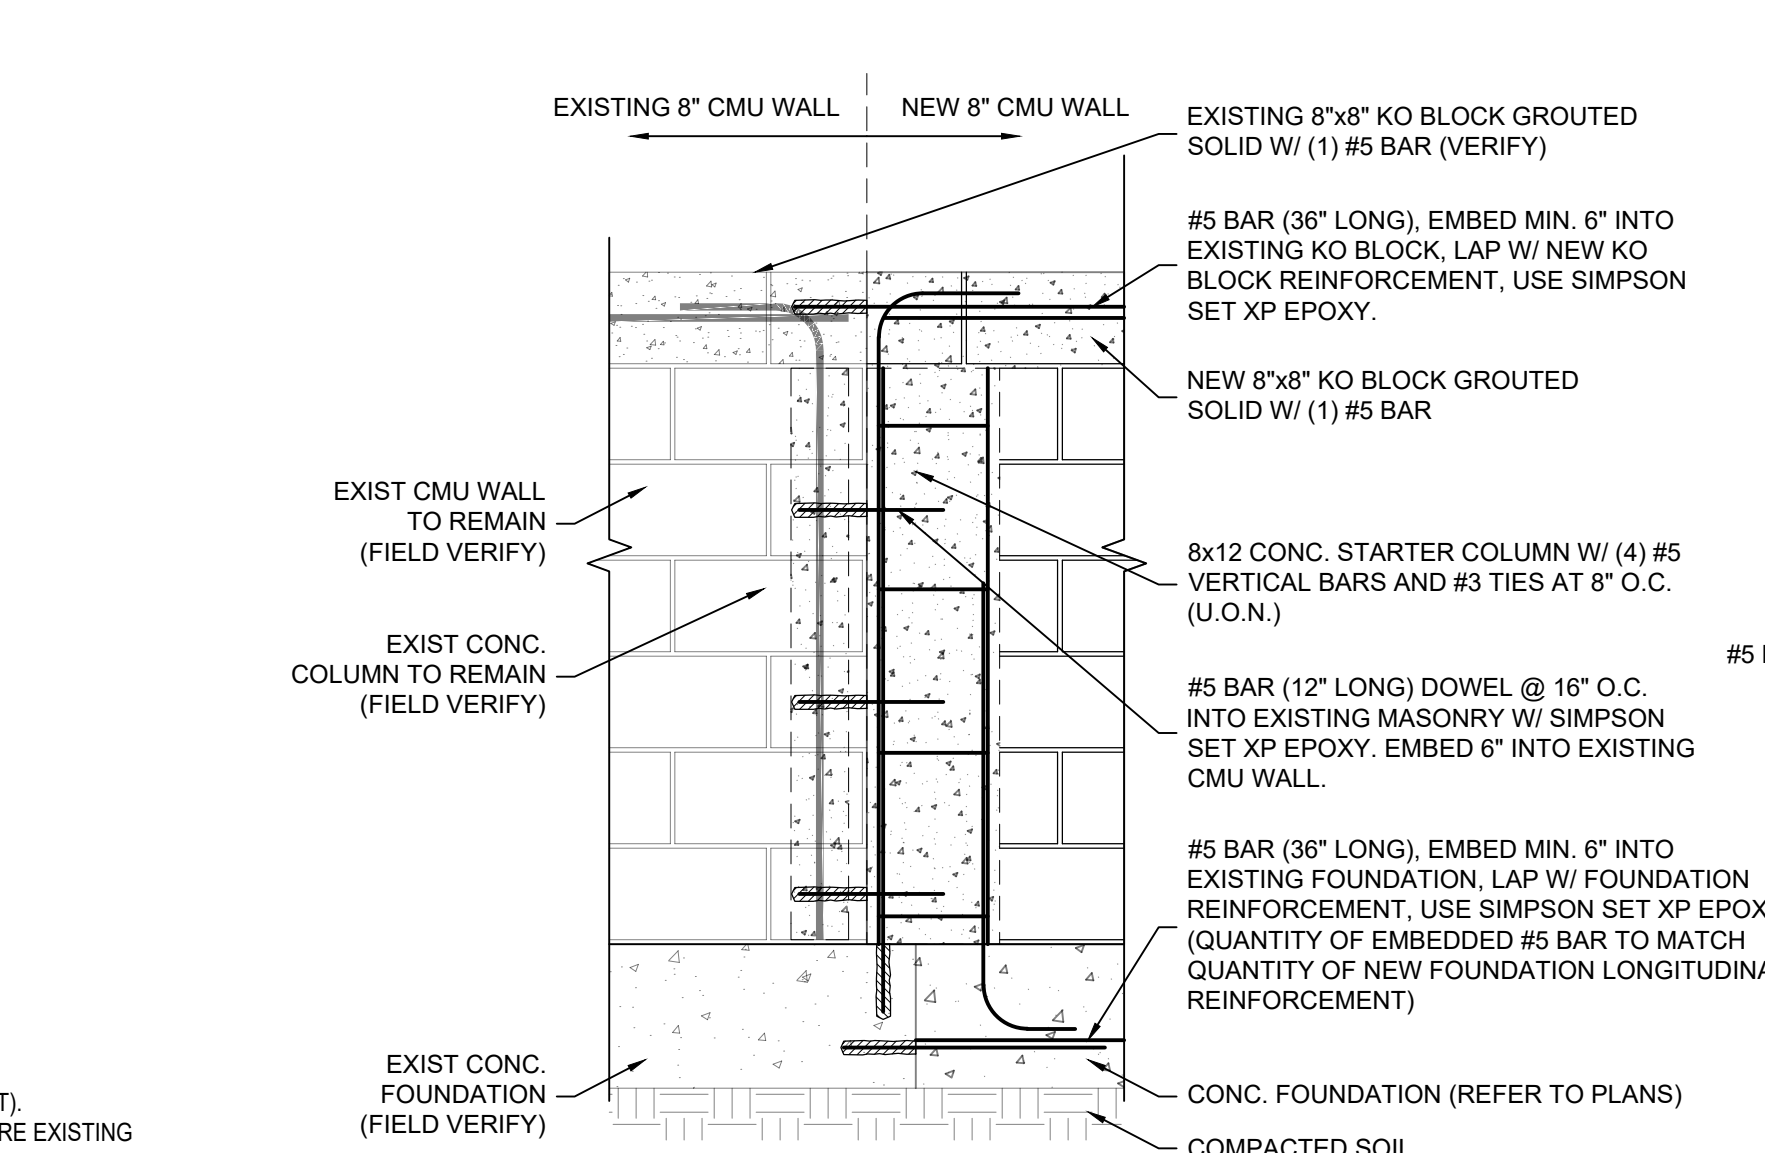 EXISTING 8" CMU WALL
NEW 8" CMU WALL
EXISTING 8"x8" KO BLOCK GROUTED
SOLID W/ (1) #5 BAR (VERIFY)
#5 BAR (36" LONG), EMBED MIN. 6" INTO
EXISTING KO BLOCK, LAP W/ NEW KO
BLOCK REINFORCEMENT, USE SIMPSON
SET XP EPOXY.
NEW 8"x8" KO BLOCK GROUTED
SOLID W/ (1) #5 BAR
EXIST CMU WALL
TO REMAIN
(FIELD VERIFY)
8x12 CONC. STARTER COLUMN W/ (4) #5
VERTICAL BARS AND #3 TIES AT 8" O.C.
(U.O.N.)
EXIST CONC.
COLUMN TO REMAIN
(FIELD VERIFY)
#5
#5 BAR (12" LONG) DOWEL @ 16" O.C.
INTO EXISTING MASONRY W/ SIMPSON
SET XP EPOXY. EMBED 6" INTO EXISTING
CMU WALL.
#5 BAR (36" LONG), EMBED MIN. 6" INTO
EXISTING FOUNDATION, LAP W/ FOUNDATION
REINFORCEMENT, USE SIMPSON SET XP EPOX
(QUANTITY OF EMBEDDED #5 BAR TO MATCH
QUANTITY OF NEW FOUNDATION LONGITUDINA
REINFORCEMENT)
EXIST CONC.
FOUNDATION
(FIELD VERIFY)
CONC. FOUNDATION (REFER TO PLANS)
COMPACTED SOIL
T).
RE EXISTING